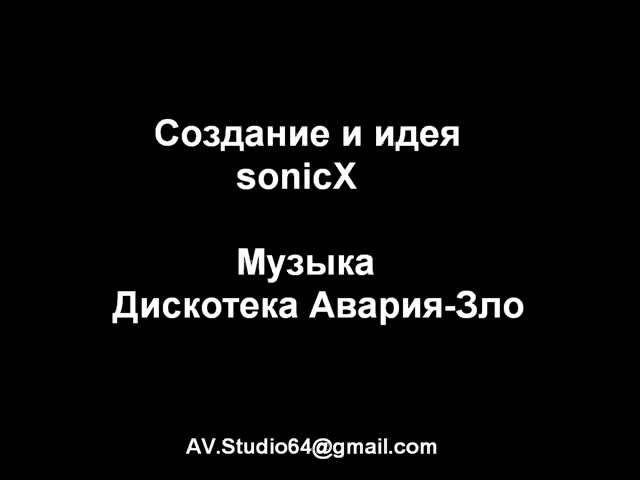 Создание и идея
sonicX
Музыка
Дискотека Авария-Зло
AV.Studio64@gmail.com